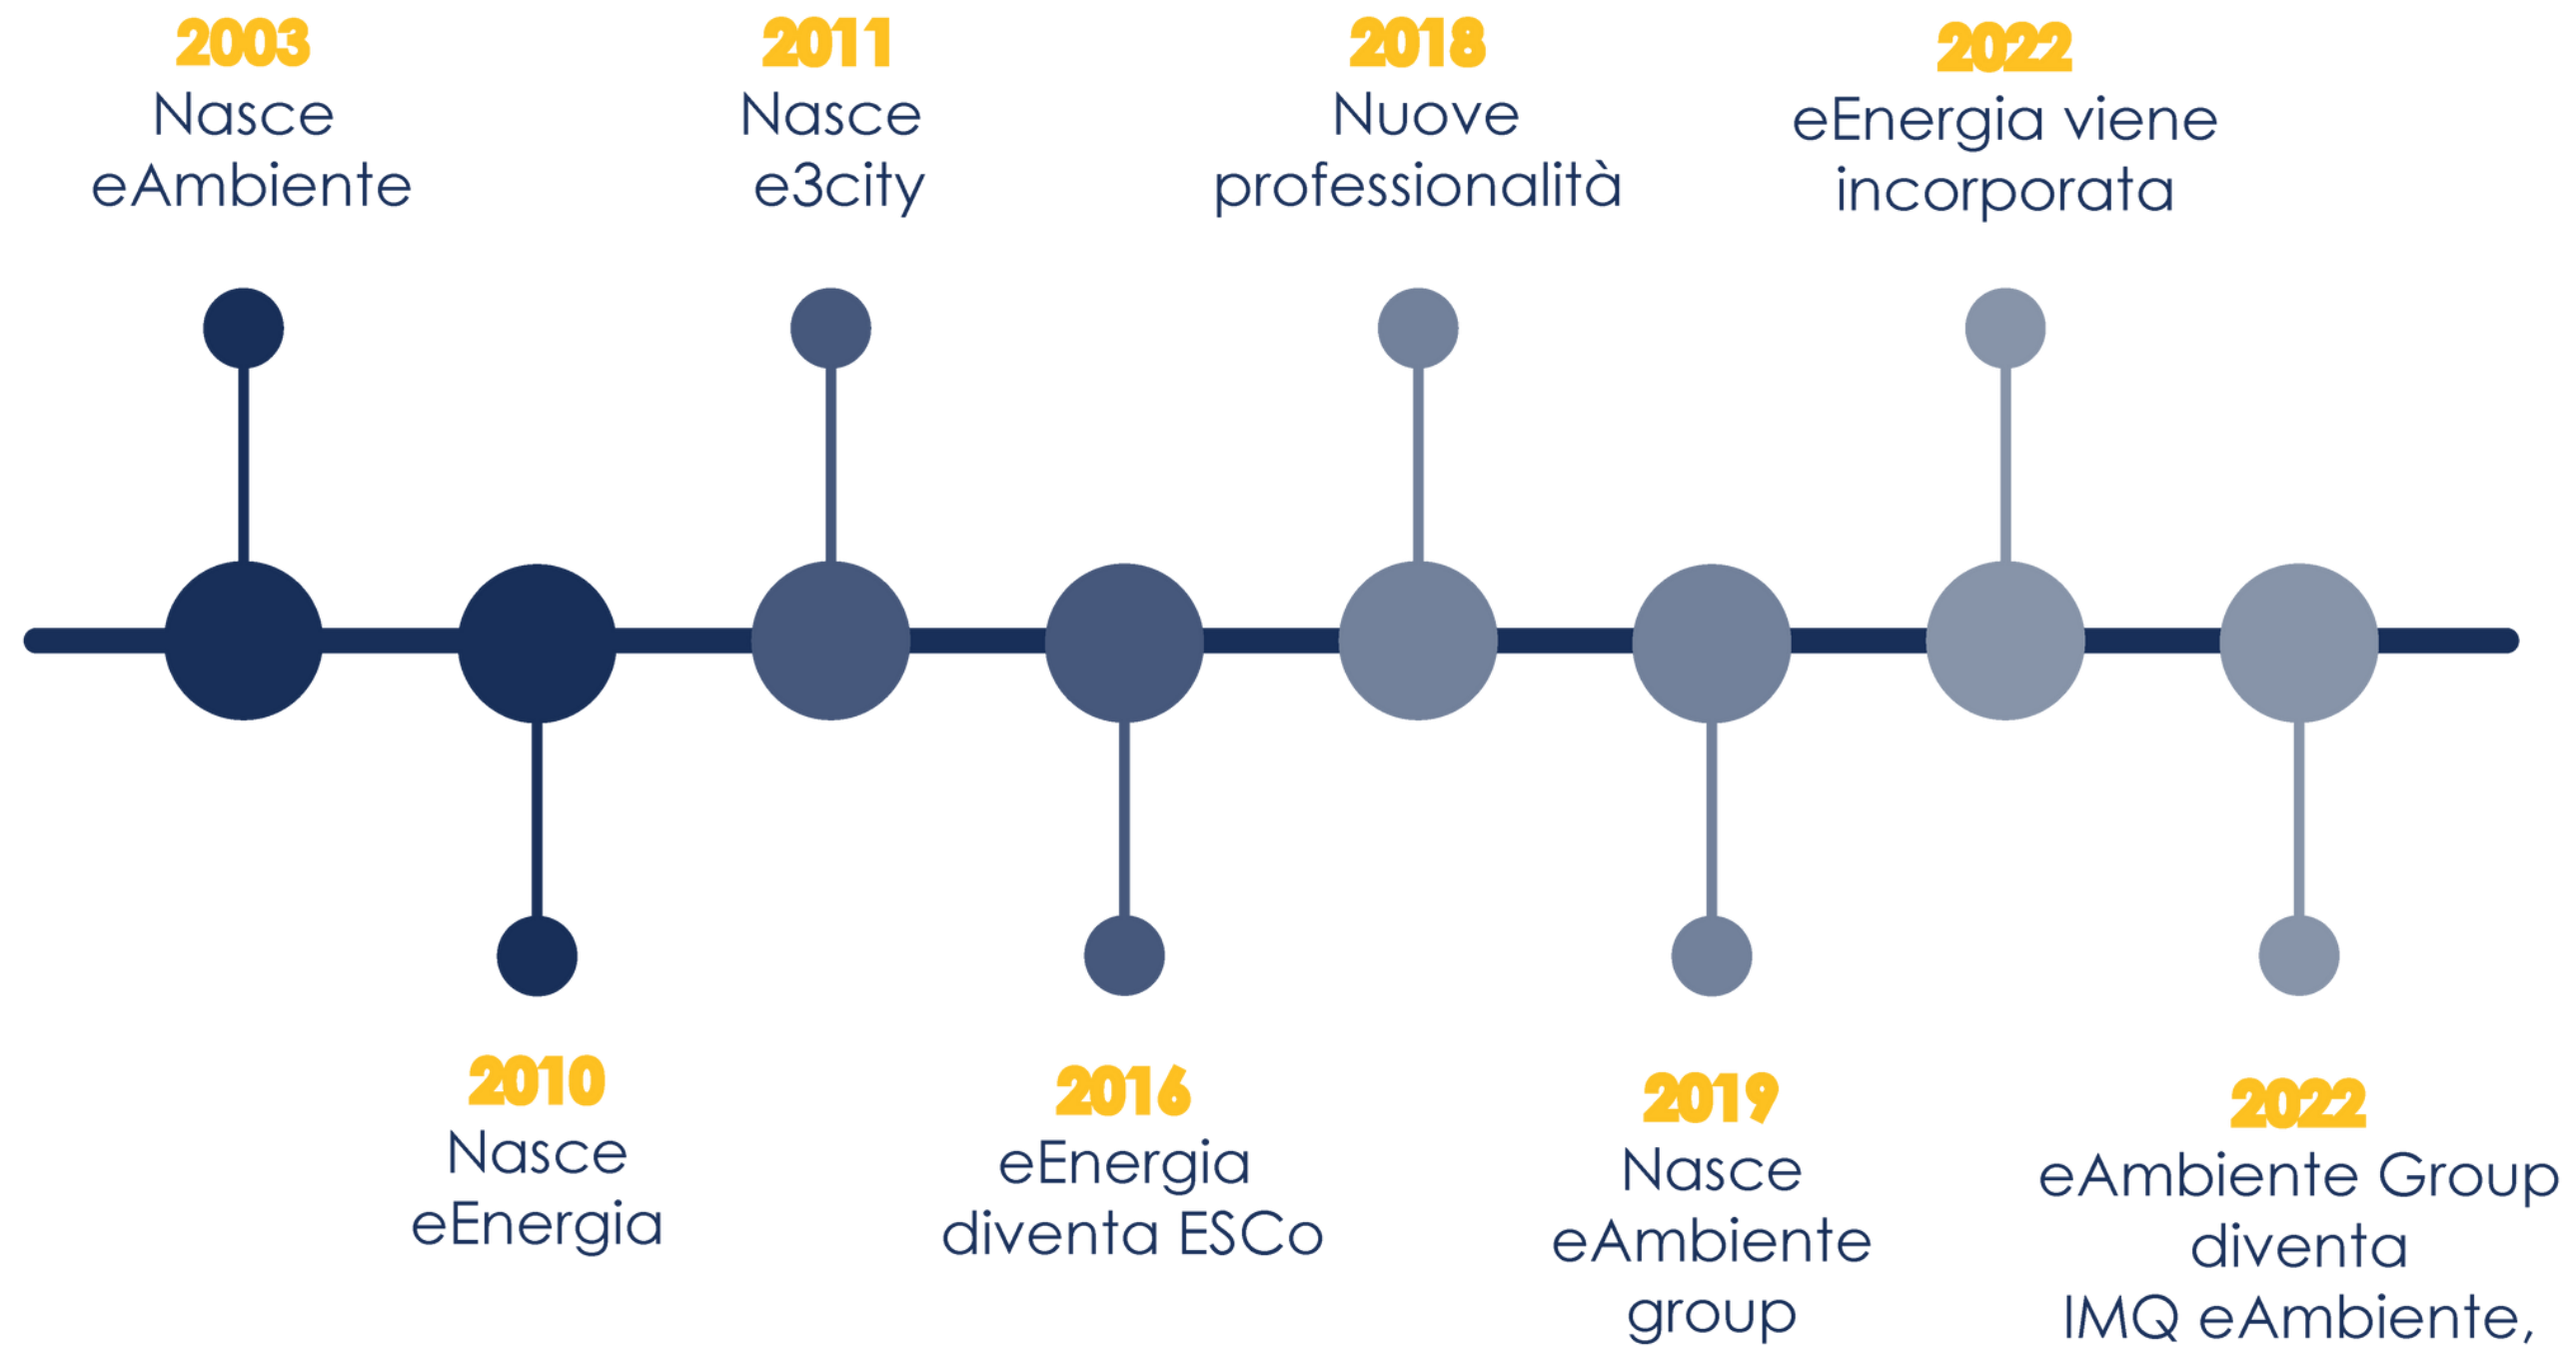 2003
Nasce
eAmbiente
2011
Nasce
e3city
2018
Nuove
professionalità
2022
eEnergia viene
incorporata
2010
Nasce
eEnergia
2016
eEnergia
diventa ESCo
2019
Nasce
eAmbiente
group
2022
eAmbiente Group
diventa
IMQ eAmbiente,